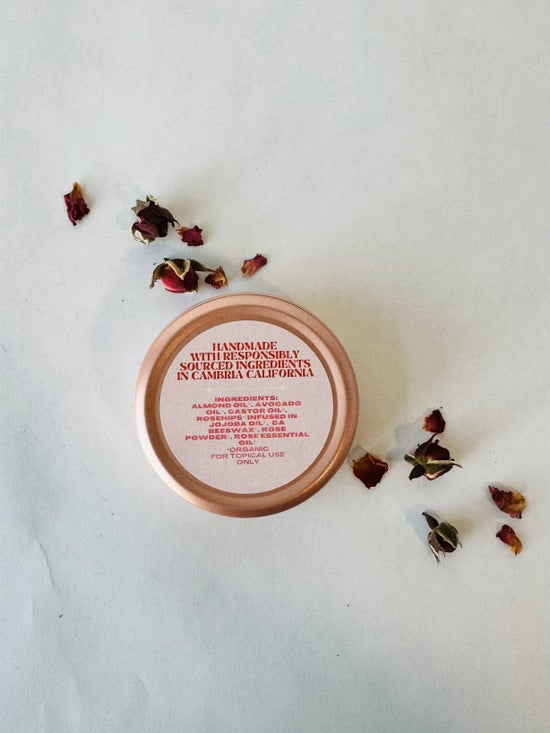 HANDMADE
WITH RESPONSIBLY
SOURCED INGREDIENTS
IN CAMBRIA CALIFORNIA
INGREDIENTS:
ALMOND OIL*, AVOCADO
OIL*, CASTOR OIL*,
ROSEHIPS* INFUSED IN
JOJOBA OIL*, CA
BEESWAX*, ROSE
POWDER*, ROSE ESSENTIAL
OIL*
*ORGANIC
FOR TOPICAL USE
ONLY